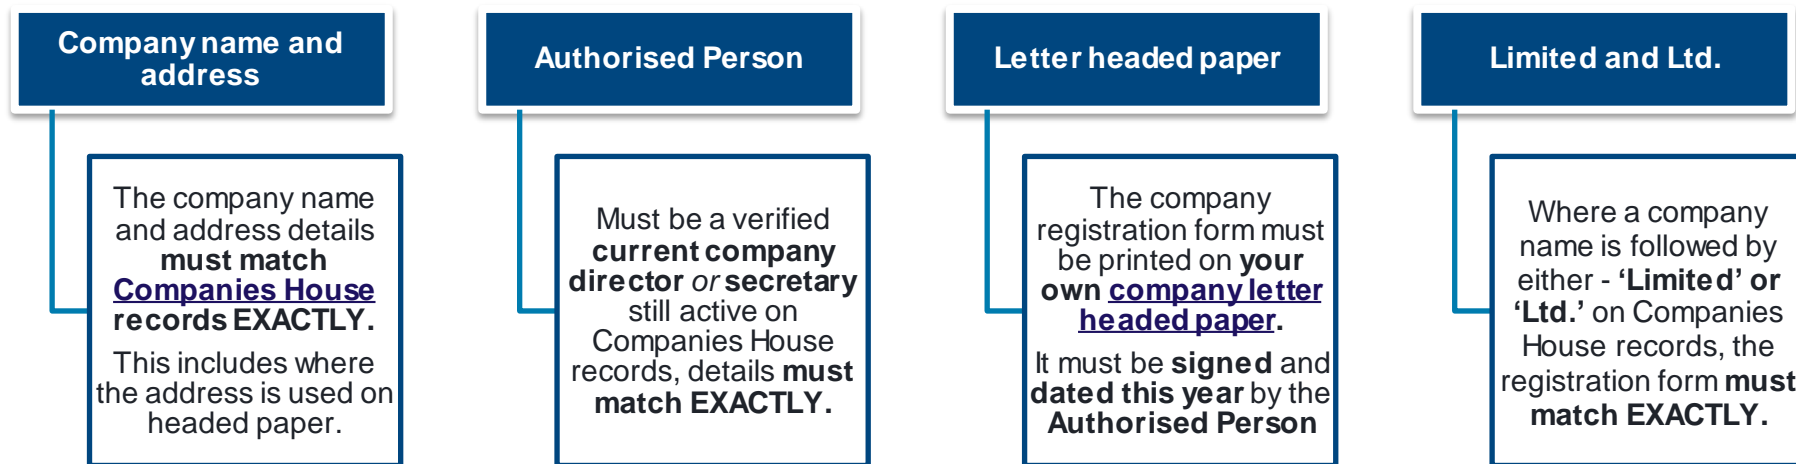 Company name and
address
The company name
and address details
must match
Companies House
records EXACTLY.
This includes where
the address is used on
headed paper.
Authorised Person
Must be a verified
current company
director or secretary
still active on
Companies House
records, details must
match EXACTLY.
Letter headed paper
The company
registration form must
be printed on your
own company letter
headed paper.
It must be signed and
dated this year by the
Authorised Person
Limited and Ltd.
Where a company
name is followed by
either - ‘Limited’ or
‘Ltd.’ on Companies
House records, the
registration form must
match EXACTLY.